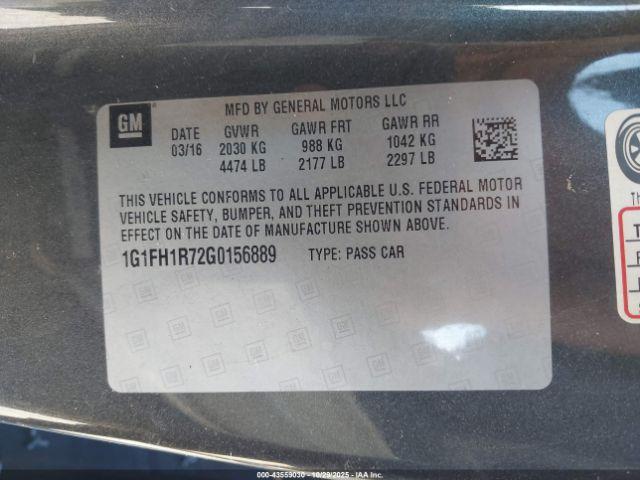 GM
MFD BY GENERAL MOTORS LLC
DATE GVWR GAWR FRT GAWR RR
03/16 2030 KG 988 KG 1042 KG
4474 LB 2177 LB 2297 LB
THIS VEHICLE CONFORMS TO ALL APPLICABLE U.S. FEDERAL MOTOR
VEHICLE SAFETY, BUMPER, AND THEFT PREVENTION STANDARDS IN
EFFECT ON THE DATE OF MANUFACTURE SHOWN ABOVE.
1G1FH1R72G0156889 TYPE: PASS CAR
000-43559030 - 10/29/2025 - IAAI.COM